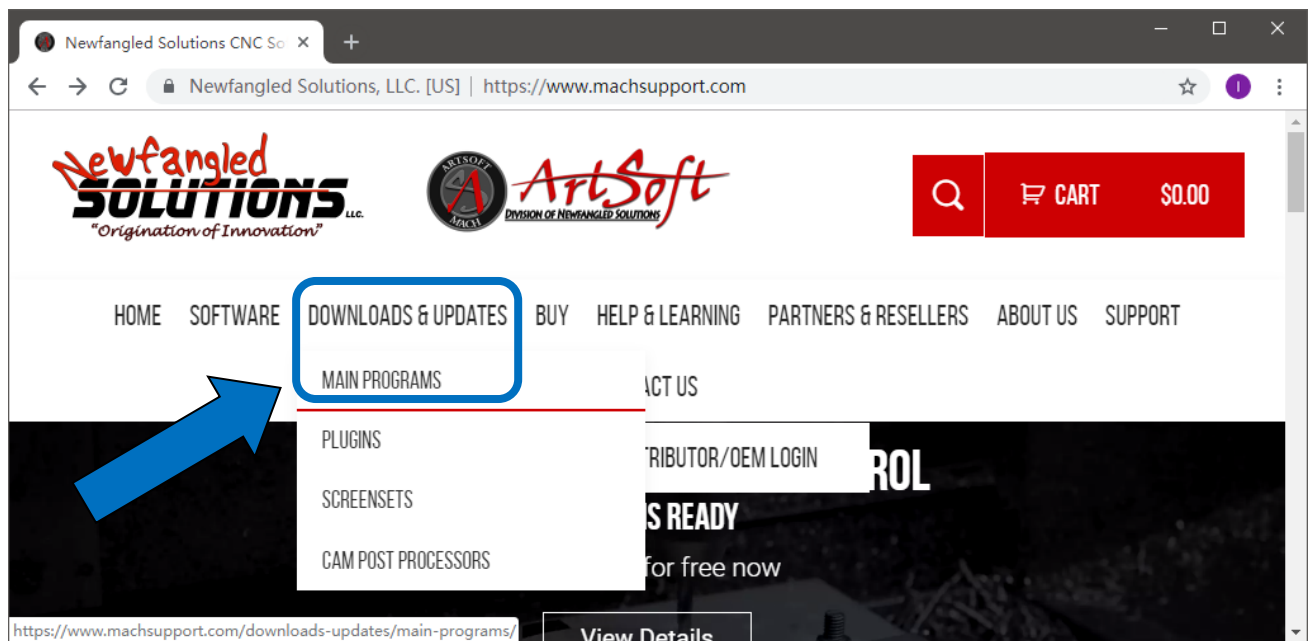 Newfangled Solutions CNC So
Newfangled Solutions, LLC. [US] | https://www.machsupport.com
I
Newfangled
SOLUTIONS LLC.
"Origination of Innovation"
ARTSOFT
MACH
ArtSoft
DIVISION OF NEWFANGLED SOLUTIONS
CART $0.00
HOME SOFTWARE DOWNLOADS & UPDATES BUY HELP & LEARNING PARTNERS & RESELLERS ABOUT US SUPPORT
MAIN PROGRAMS
ACT US
PLUGINS
TRIBUTOR/OEM LOGIN
ROL
SCREENSETS
S READY
CAM POST PROCESSORS
for free now
https://www.machsupport.com/downloads-updates/main-programs/
View Details